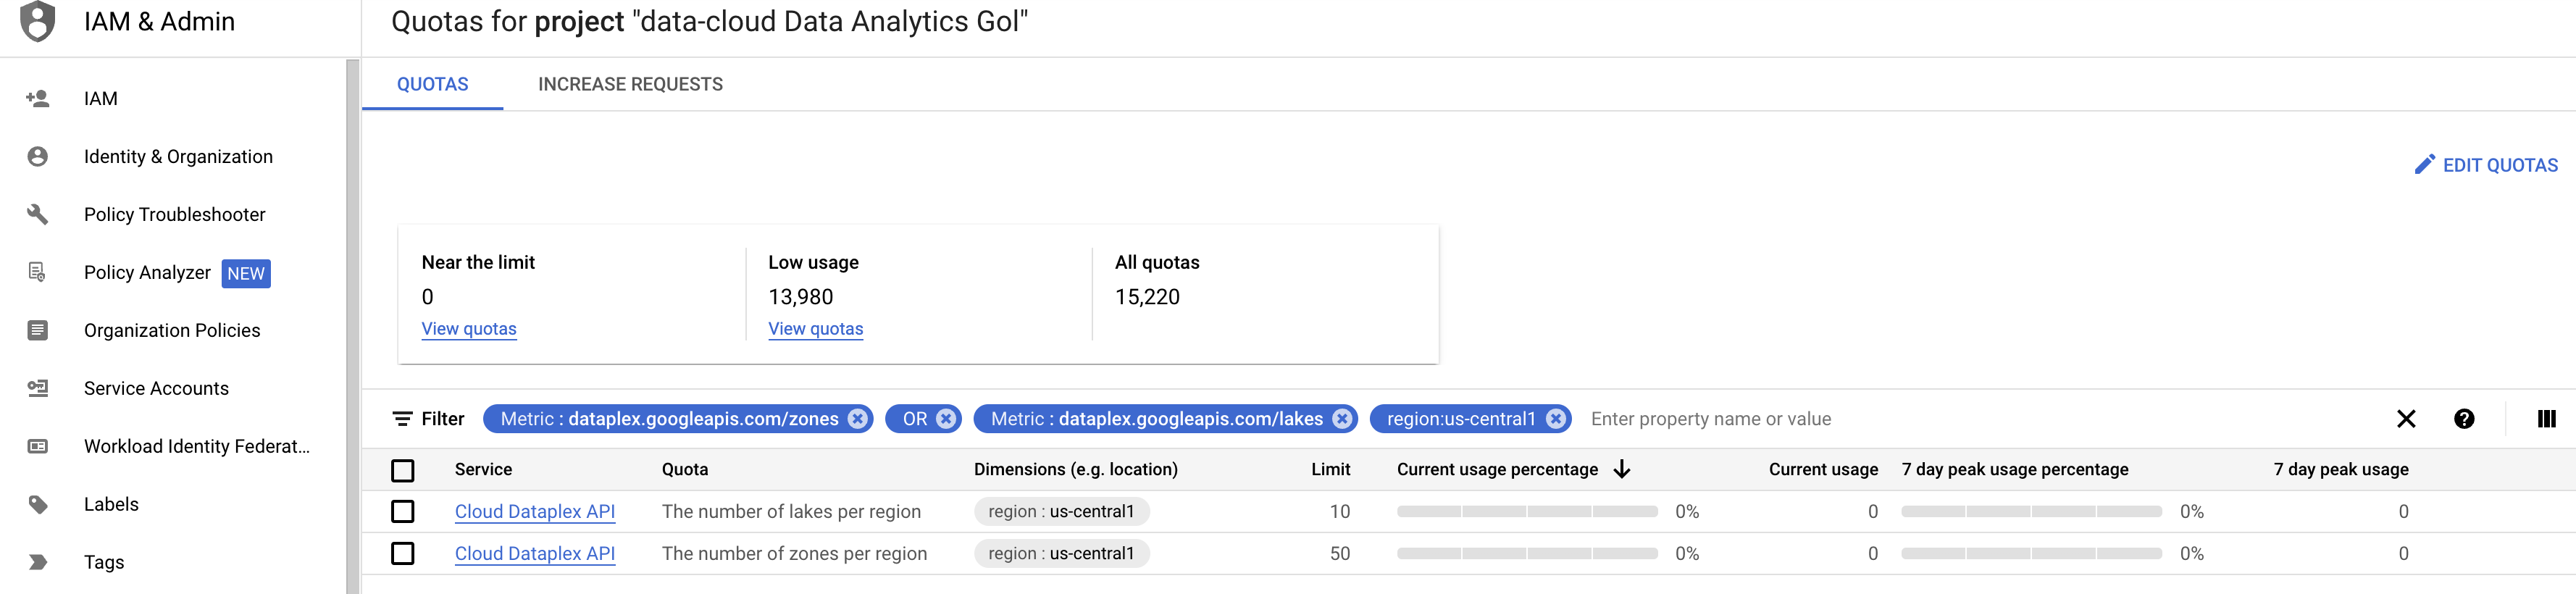 IAM & Admin
IAM
Identity & Organization
Policy Troubleshooter
Policy Analyzer NEW
Organization Policies
Service Accounts
Workload Identity Federat...
Labels
Tags
Quotas for project "data-cloud Data Analytics Gol"
QUOTAS INCREASE REQUESTS
EDIT QUOTAS
Near the limit
0
View quotas
Low usage
13,980
View quotas
All quotas
15,220
Filter Metric : dataplex.googleapis.com/zones OR Metric : dataplex.googleapis.com/lakes region:us-central1 Enter property name or value
Service Quota Dimensions (e.g. location) Limit Current usage percentage Current usage 7 day peak usage percentage 7 day peak usage
Cloud Dataplex API The number of lakes per region region : us-central1 10 0% 0 0% 0
Cloud Dataplex API The number of zones per region region : us-central1 50 0% 0 0% 0